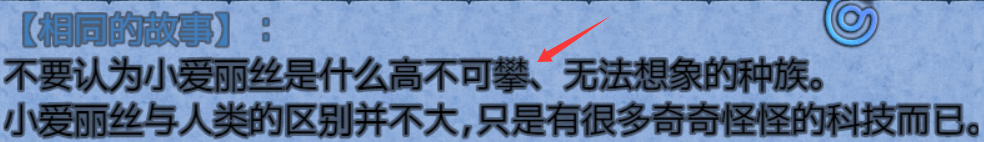 【相同的故事】：
不要认为小爱丽丝是什么高不可攀、无法想象的种族。
小爱丽丝与人类的区别并不大,只是有很多奇奇怪怪的科技而已。